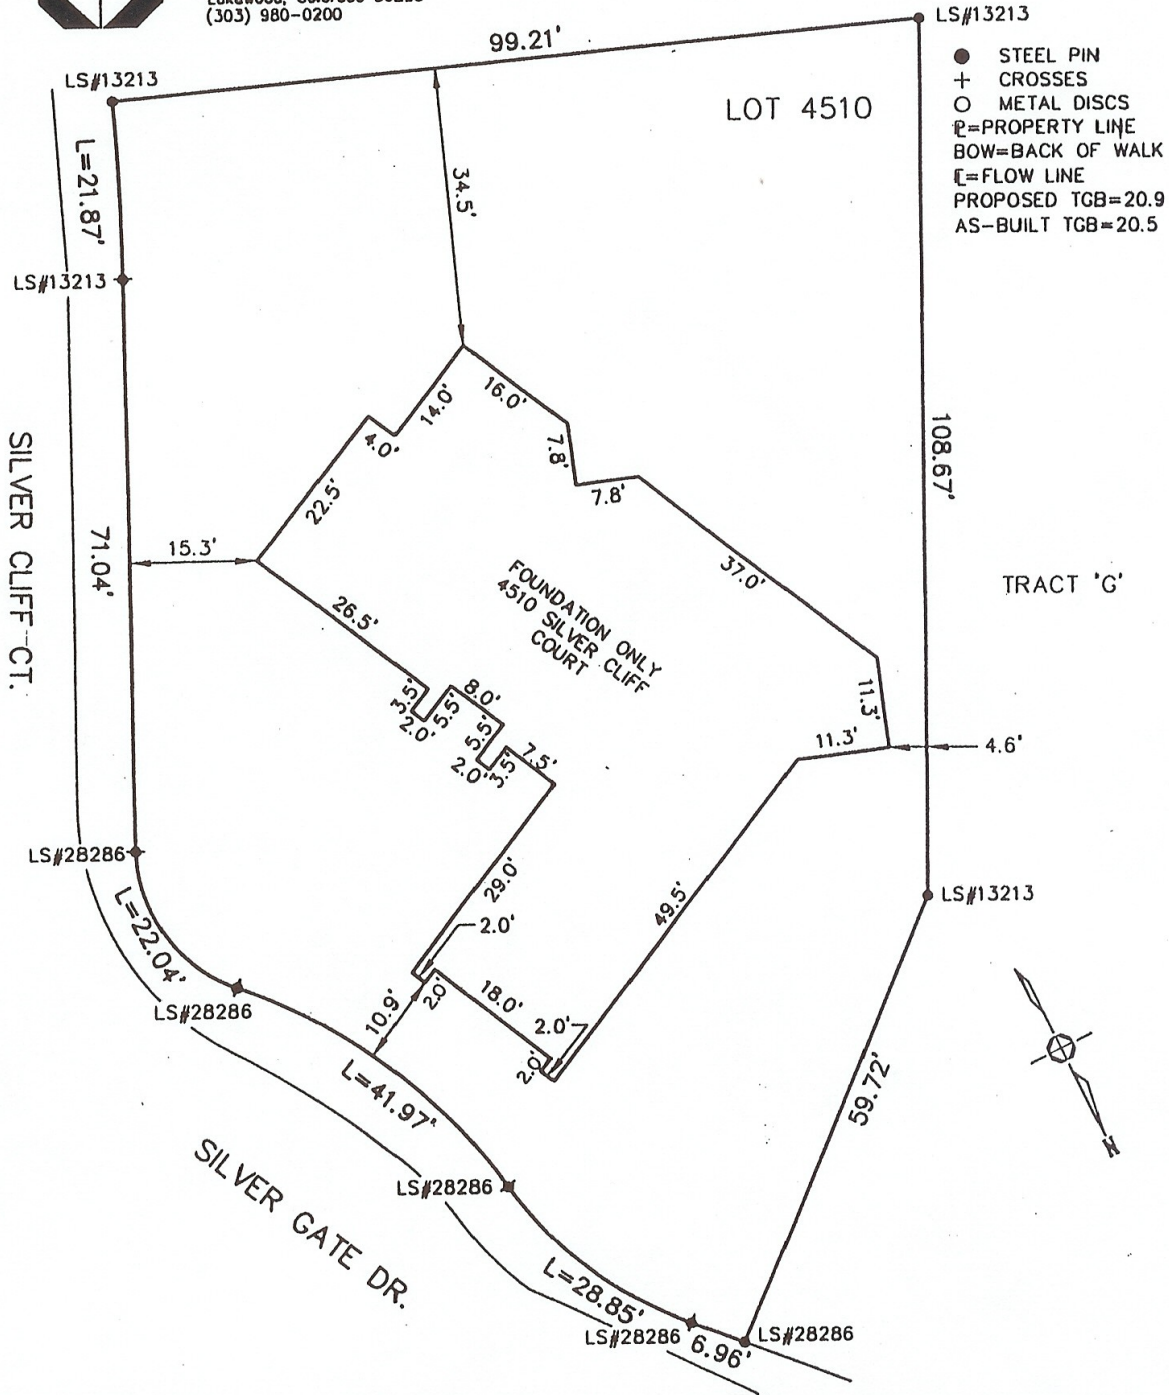 (303) 980-0200
LS#13213
99.21'
LS#13213
STEEL PIN
+ CROSSES
METAL DISCS
LOT 4510
℄=PROPERTY LINE
BOW=BACK OF WALK
=FLOW LINE
PROPOSED TGB=20.9
AS-BUILT TGB=20.5
L=21.87'
34.5'
LS#13213
16.0'
14.0'
4.0'
7.8'
7.8'
22.5'
108.67'
SILVER CLIFF CT.
71.04'
15.3'
37.0'
FOUNDATION ONLY
4510 SILVER CLIFF
COURT
TRACT 'G'
26.5'
3.5'
2.0'
5.5'
8.0'
5.5'
2.0'
3.5'
7.5'
11.3'
11.3'
4.6'
LS#28286
29.0'
49.5'
LS#13213
L=22.04'
2.0'
LS#28286
2.0'
18.0'
10.9'
2.0'
2.0'
L=41.97'
59.72'
N
SILVER GATE DR.
LS#28286
L=28.85'
LS#28286
LS#28286
6.96'